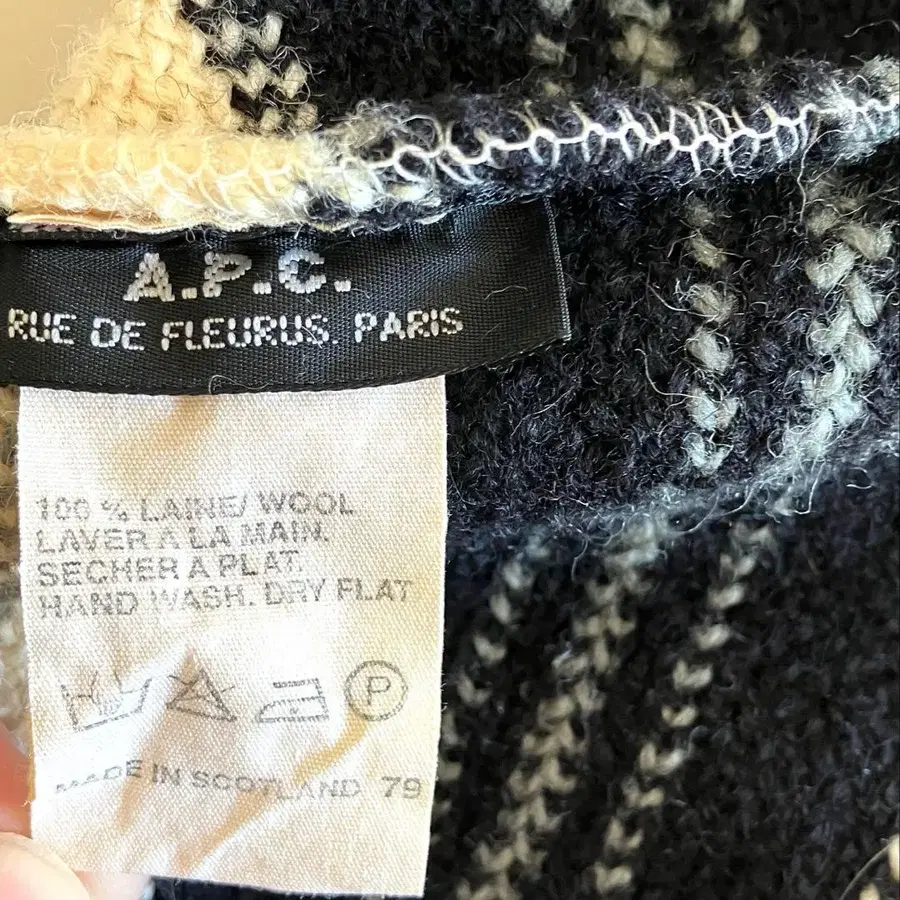 A.P.C.
RUE DE FLEURUS. PARIS
100 % LAINE/ WOOL
LAVER A LA MAIN.
SECHER A PLAT.
HAND WASH. DRY FLAT
P
MADE IN SCOTLAND 79